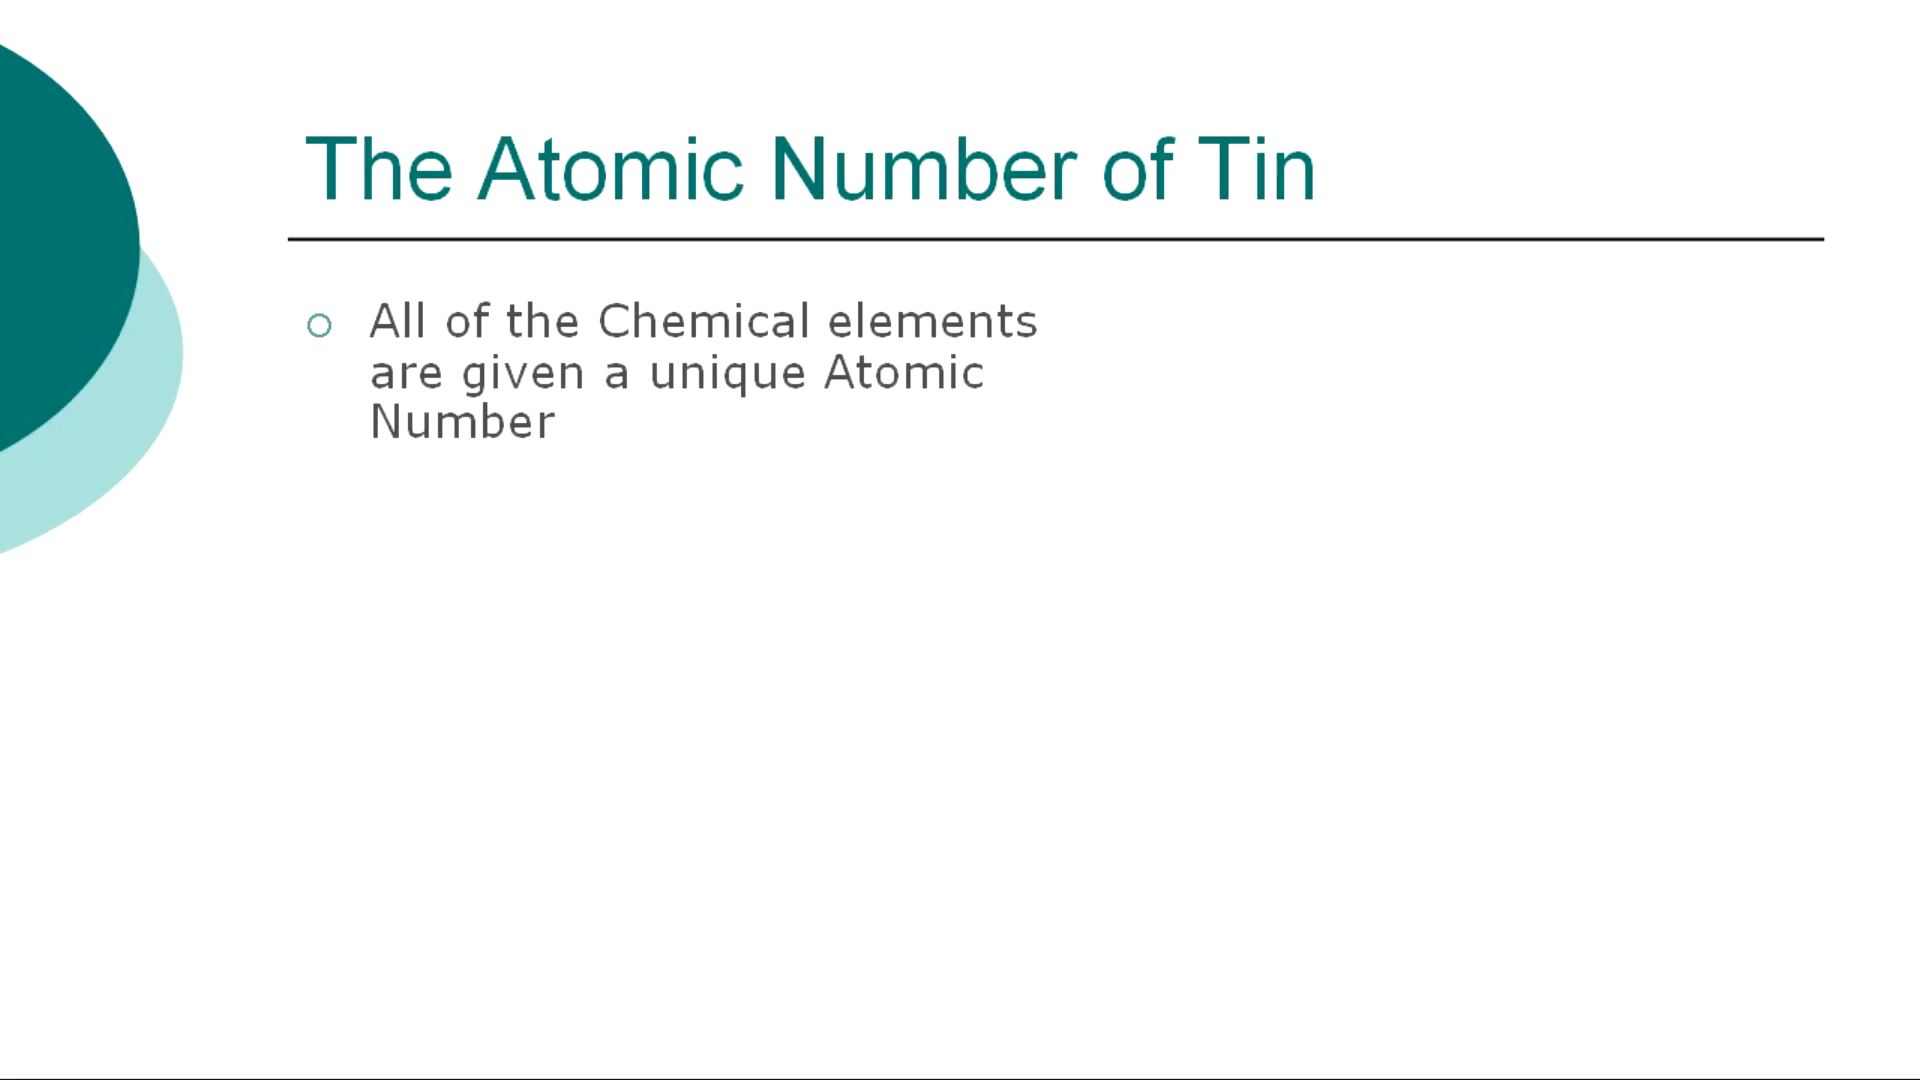 The Atomic Number of Tin
All of the Chemical elements
are given a unique Atomic
Number